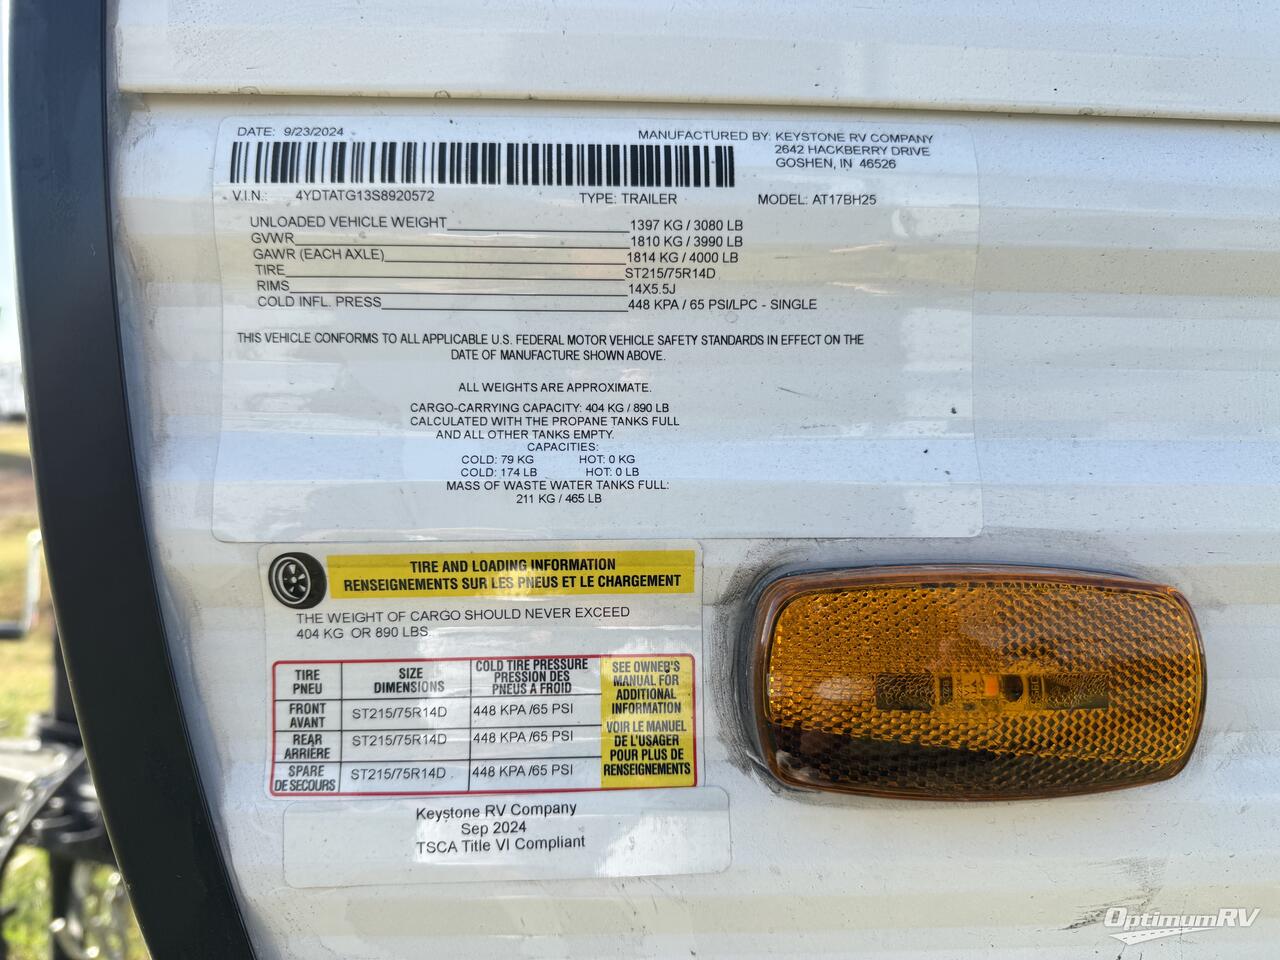 DATE: 9/23/2024
MANUFACTURED BY: KEYSTONE RV COMPANY
2642 HACKBERRY DRIVE
GOSHEN, IN 46526
V.I.N.: 4YDTATG13S8920572 TYPE: TRAILER MODEL: AT17BH25
UNLOADED VEHICLE WEIGHT 1397 KG / 3080 LB
GVWR 1810 KG / 3990 LB
GAWR (EACH AXLE) 1814 KG / 4000 LB
TIRE ST215/75R14D
RIMS 14X5.5J
COLD INFL. PRESS 448 KPA / 65 PSI/LPC - SINGLE
THIS VEHICLE CONFORMS TO ALL APPLICABLE U.S. FEDERAL MOTOR VEHICLE SAFETY STANDARDS IN EFFECT ON THE
DATE OF MANUFACTURE SHOWN ABOVE.
ALL WEIGHTS ARE APPROXIMATE.
CARGO-CARRYING CAPACITY: 404 KG / 890 LB
CALCULATED WITH THE PROPANE TANKS FULL
AND ALL OTHER TANKS EMPTY.
CAPACITIES:
COLD: 79 KG HOT: 0 KG
COLD: 174 LB HOT: 0 LB
MASS OF WASTE WATER TANKS FULL:
211 KG / 465 LB
TIRE AND LOADING INFORMATION
RENSEIGNEMENTS SUR LES PNEUS ET LE CHARGEMENT
THE WEIGHT OF CARGO SHOULD NEVER EXCEED
404 KG OR 890 LBS.
TIRE
PNEU
SIZE
DIMENSIONS
COLD TIRE PRESSURE
PRESSION DES
PNEUS A FROID
FRONT
AVANT
ST215/75R14D
448 KPA /65 PSI
REAR
ARRIÈRE
ST215/75R14D
448 KPA /65 PSI
SPARE
DE SECOURS
ST215/75R14D
448 KPA /65 PSI
SEE OWNER'S
MANUAL FOR
ADDITIONAL
INFORMATION
VOIR LE MANUEL
DE L'USAGER
POUR PLUS DE
RENSEIGNEMENTS
Keystone RV Company
Sep 2024
TSCA Title VI Compliant
OptimumRV